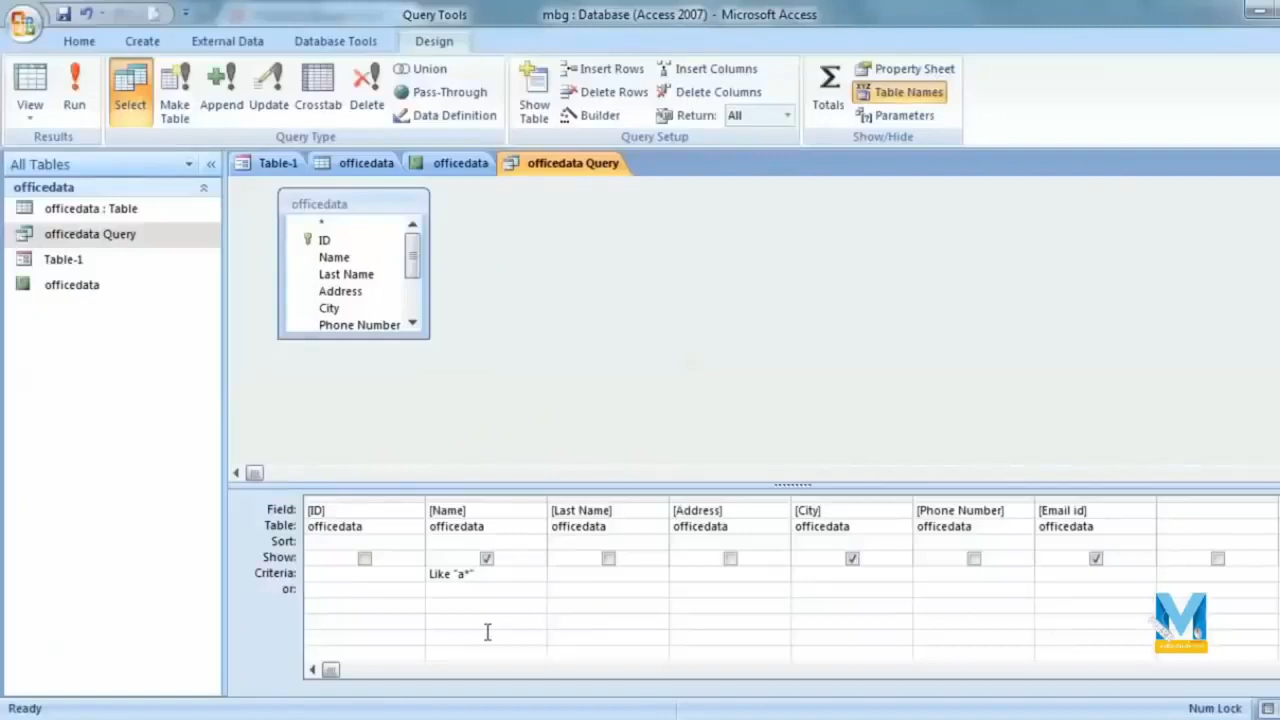 Query Tools
mbg : Database (Access 2007) - Microsoft Access
Home Create External Data Database Tools Design
View Run Select Make Table Append Update Crosstab Delete
Union
Pass-Through
Data Definition
Show Table
Insert Rows
Delete Rows
Builder
Insert Columns
Delete Columns
Return: All
Totals
Property Sheet
Table Names
Parameters
Results Query Type Query Setup Show/Hide
All Tables
officedata
officedata : Table
officedata Query
Table-1
officedata
Table-1 officedata officedata officedata Query
officedata
*
ID
Name
Last Name
Address
City
Phone Number
Field: [ID] [Name] [Last Name] [Address] [City] [Phone Number] [Email id]
Table: officedata officedata officedata officedata officedata officedata officedata
Sort:
Show:
Criteria: Like "a*"
or:
Ready
Num Lock